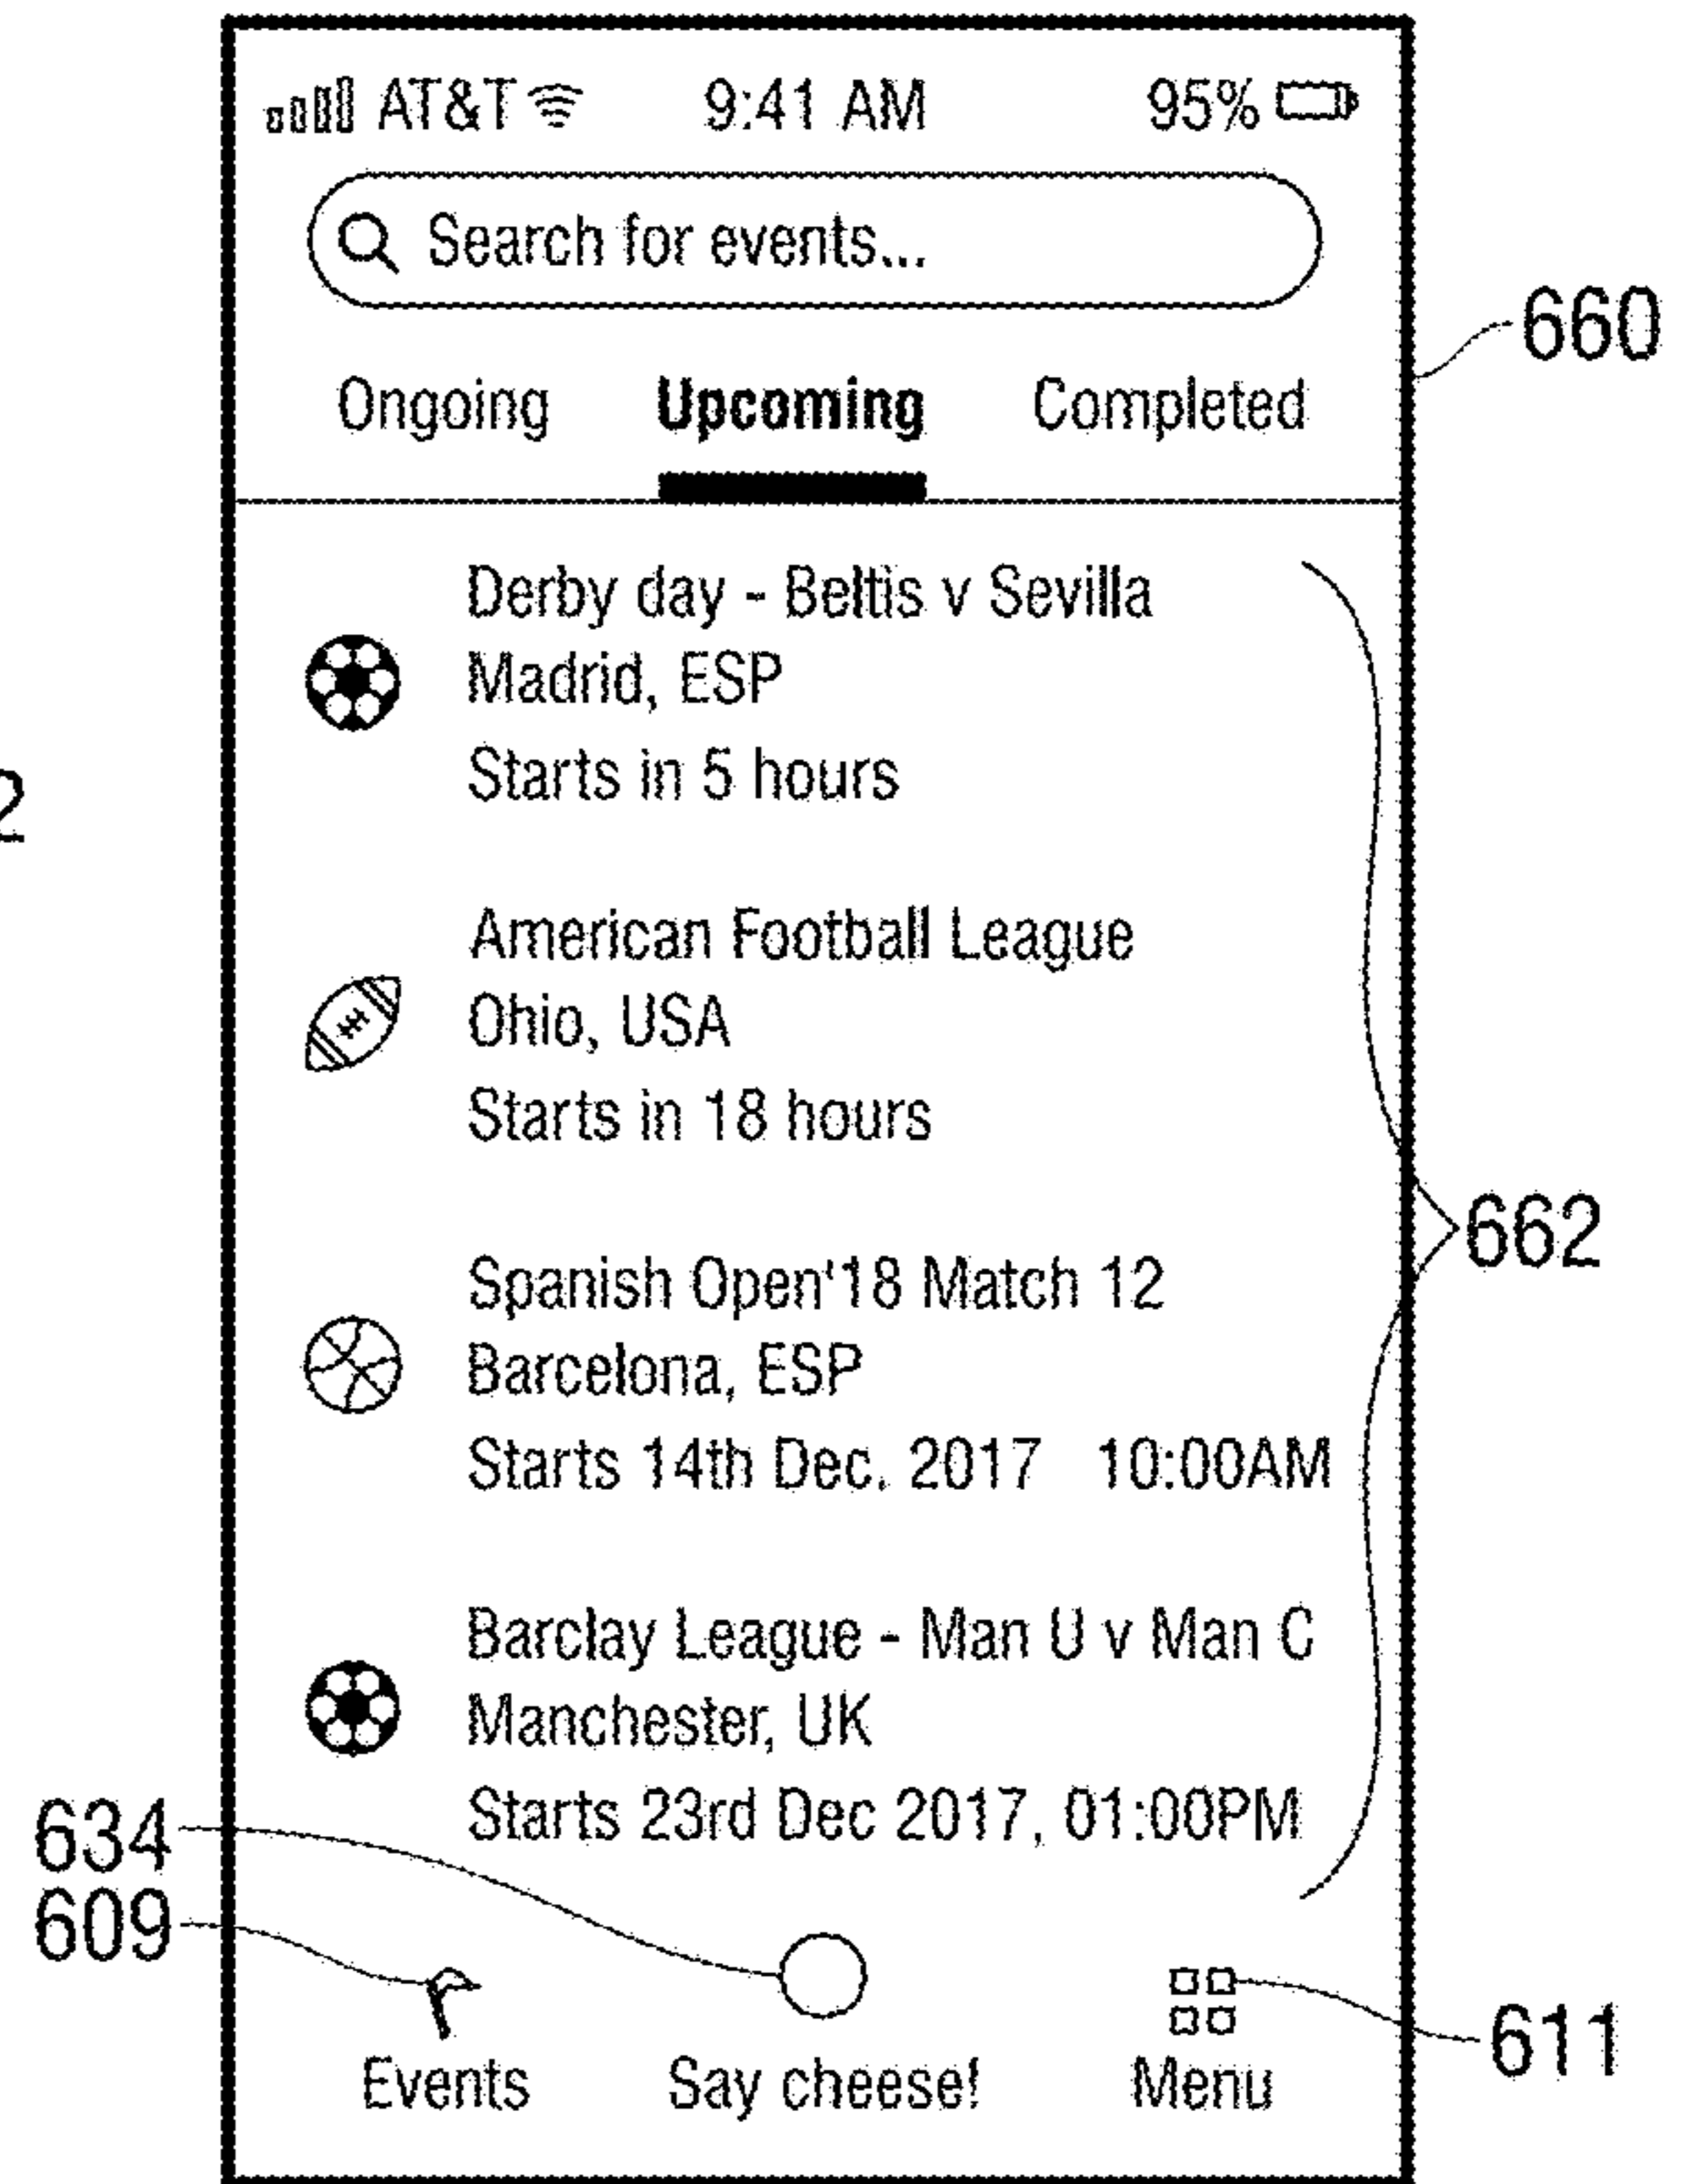 AT&T 9:41 AM 95%
Search for events...
660
Ongoing Upcoming Completed
Derby day - Beltis v Sevilla
Madrid, ESP
Starts in 5 hours
2
American Football League
Ohio, USA
Starts in 18 hours
662
Spanish Open'18 Match 12
Barcelona, ESP
Starts 14th Dec. 2017 10:00AM
Barclay League - Man U v Man C
Manchester, UK
Starts 23rd Dec 2017, 01:00PM
634
609
611
Events Say cheese! Menu